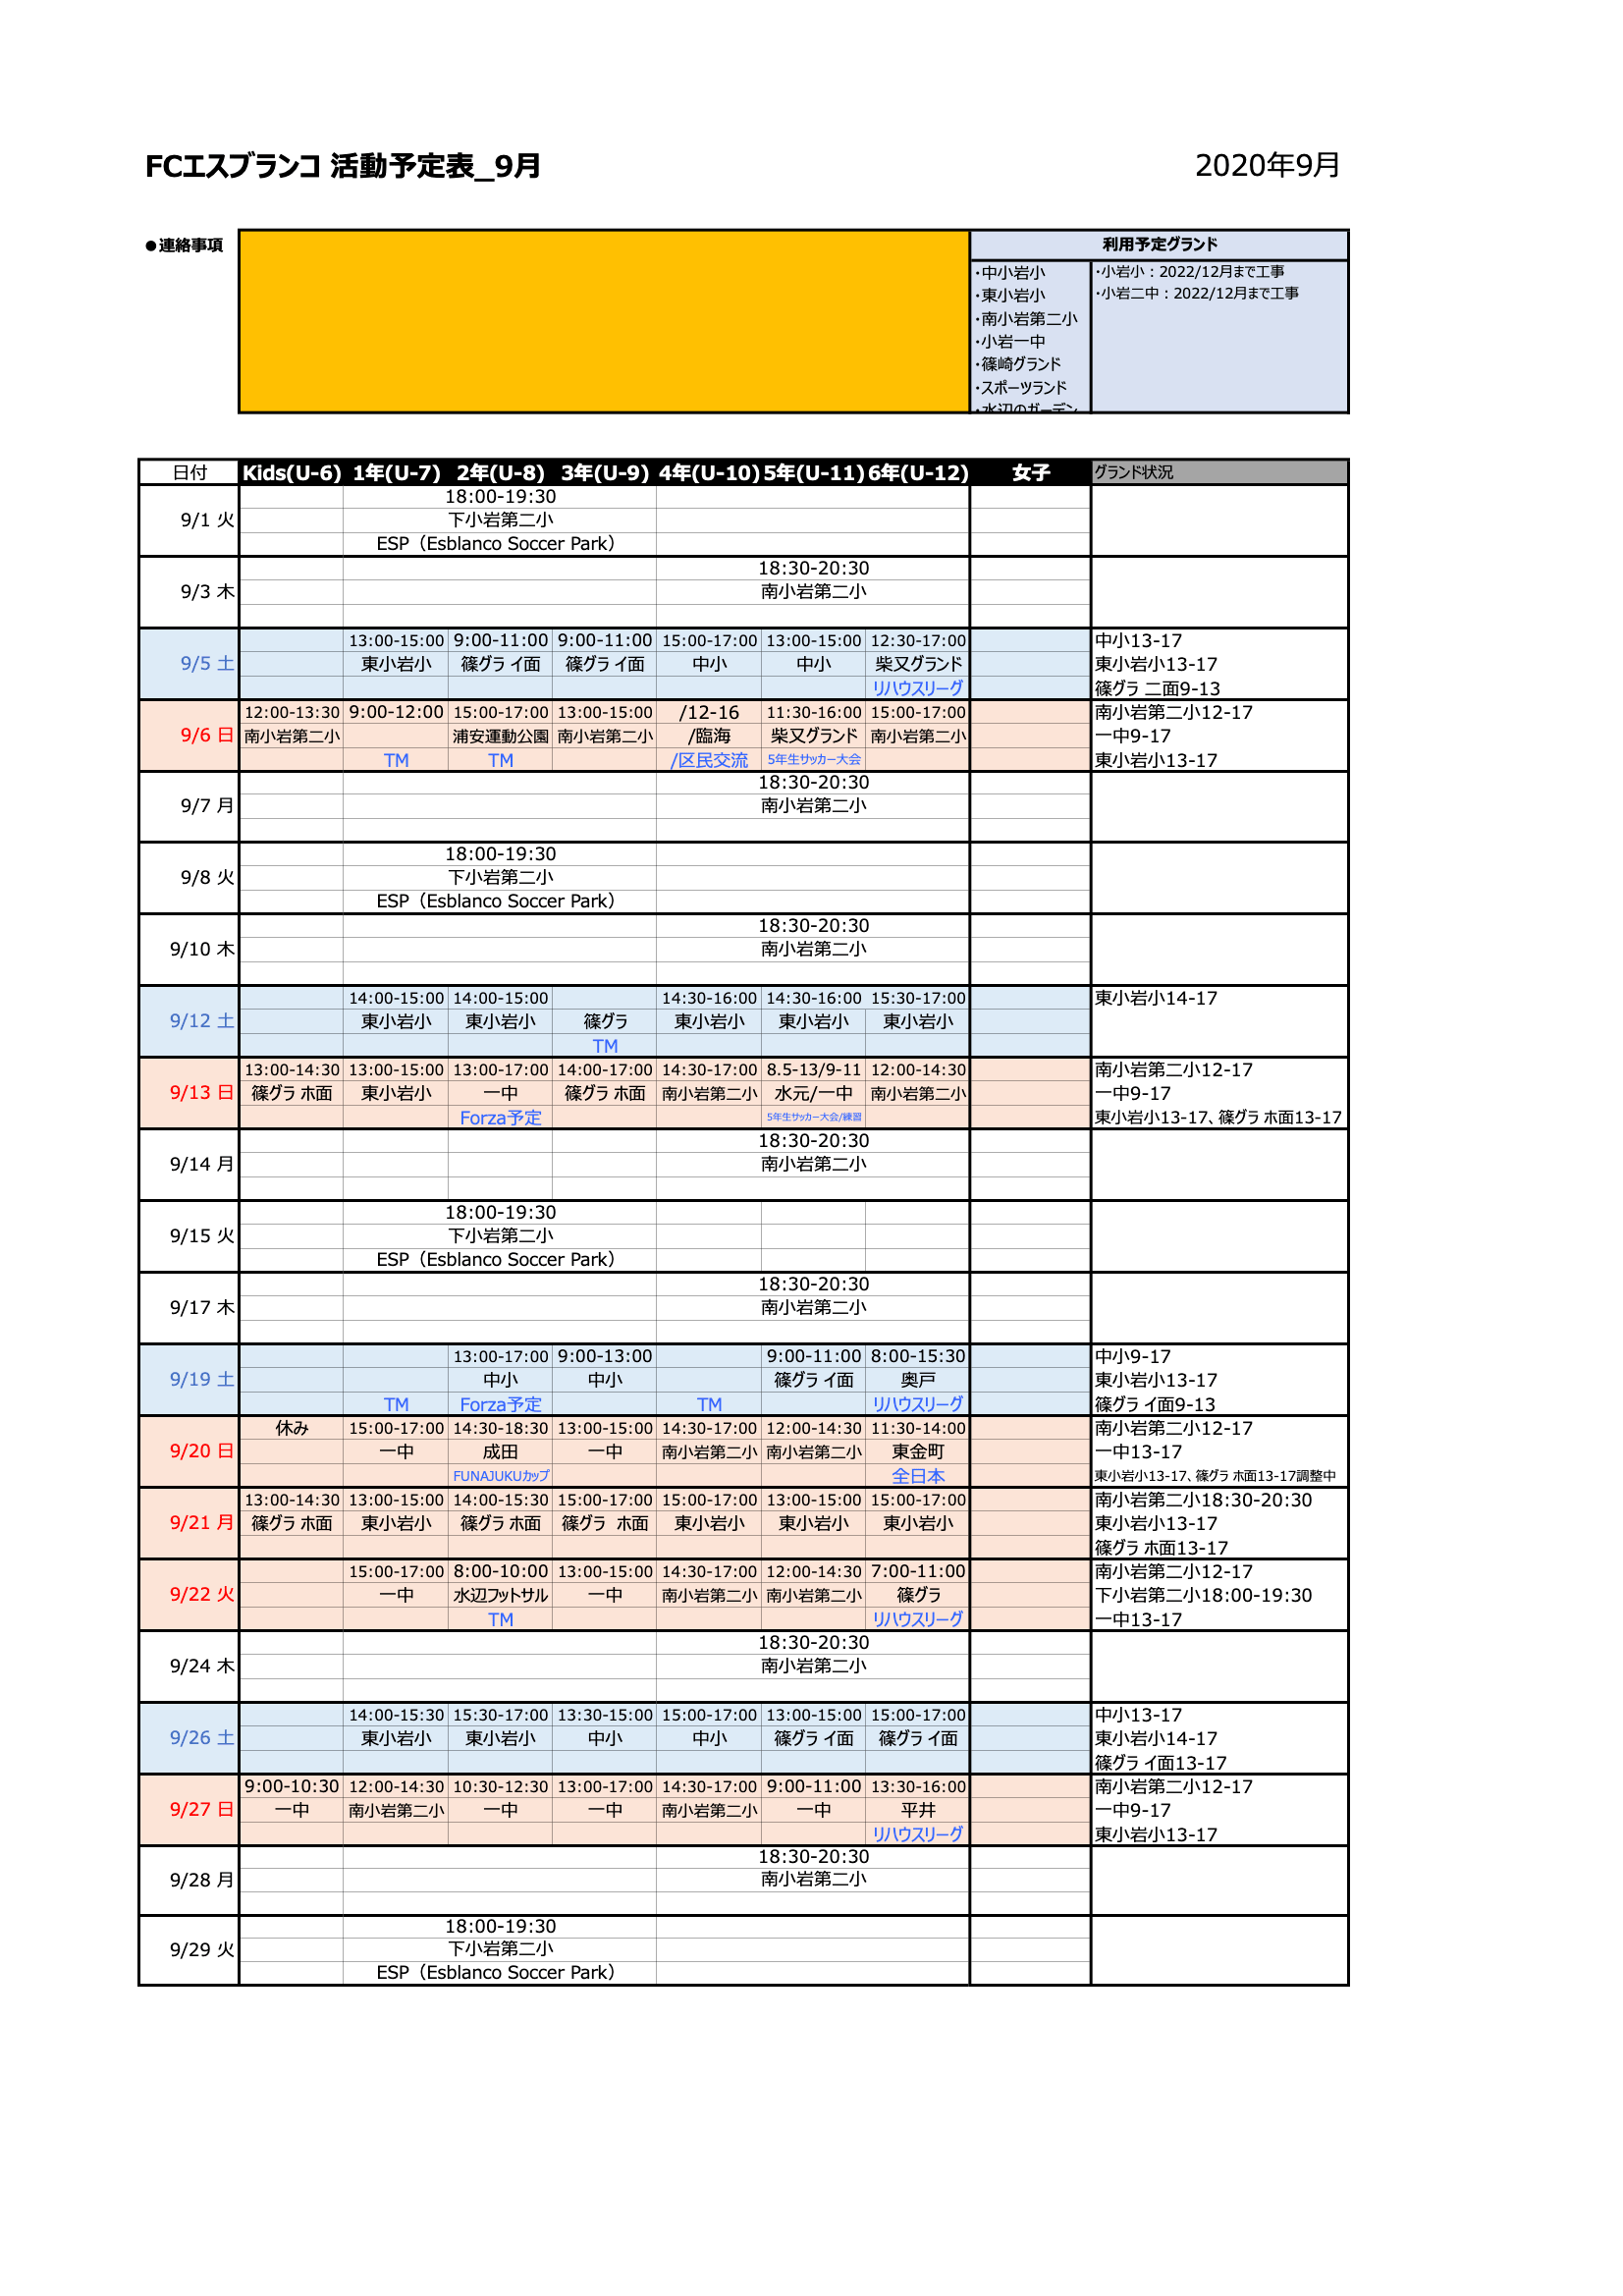 FCエスブランコ 活動予定表_9月 2020年9月
●連絡事項 利用予定グランド
・中小岩小 ・小岩小：2022/12月まで工事
・東小岩小 ・小岩二中：2022/12月まで工事
・南小岩第二小
・小岩一中
・篠崎グランド
・スポーツランド
・水辺のガーデン
日付 Kids(U-6) 1年(U-7) 2年(U-8) 3年(U-9) 4年(U-10) 5年(U-11) 6年(U-12) 女子 グランド状況
18:00-19:30
9/1 火 下小岩第二小
ESP（Esblanco Soccer Park）
18:30-20:30
9/3 木 南小岩第二小
13:00-15:00 9:00-11:00 9:00-11:00 15:00-17:00 13:00-15:00 12:30-17:00 中小13-17
9/5 土 東小岩小 篠グラ イ面 篠グラ イ面 中小 中小 柴又グランド 東小岩小13-17
リハウスリーグ 篠グラ 二面9-13
12:00-13:30 9:00-12:00 15:00-17:00 13:00-15:00 /12-16 11:30-16:00 15:00-17:00 南小岩第二小12-17
9/6 日 南小岩第二小 浦安運動公園 南小岩第二小 /臨海 柴又グランド 南小岩第二小 一中9-17
TM TM /区民交流 5年生サッカー大会 東小岩小13-17
18:30-20:30
9/7 月 南小岩第二小
18:00-19:30
9/8 火 下小岩第二小
ESP（Esblanco Soccer Park）
18:30-20:30
9/10 木 南小岩第二小
14:00-15:00 14:00-15:00 14:30-16:00 14:30-16:00 15:30-17:00 東小岩小14-17
9/12 土 東小岩小 東小岩小 篠グラ 東小岩小 東小岩小 東小岩小
TM
13:00-14:30 13:00-15:00 13:00-17:00 14:00-17:00 14:30-17:00 8.5-13/9-11 12:00-14:30 南小岩第二小12-17
9/13 日 篠グラ ホ面 東小岩小 一中 篠グラ ホ面 南小岩第二小 水元/一中 南小岩第二小 一中9-17
Forza予定 5年生サッカー大会/練習 東小岩小13-17、篠グラ ホ面13-17
18:30-20:30
9/14 月 南小岩第二小
18:00-19:30
9/15 火 下小岩第二小
ESP（Esblanco Soccer Park）
18:30-20:30
9/17 木 南小岩第二小
13:00-17:00 9:00-13:00 9:00-11:00 8:00-15:30 中小9-17
9/19 土 中小 中小 篠グラ イ面 奥戸 東小岩小13-17
TM Forza予定 TM リハウスリーグ 篠グラ イ面9-13
休み 15:00-17:00 14:30-18:30 13:00-15:00 14:30-17:00 12:00-14:30 11:30-14:00 南小岩第二小12-17
9/20 日 一中 成田 一中 南小岩第二小 南小岩第二小 東金町 一中13-17
FUNAJUKUカップ 全日本 東小岩小13-17、篠グラ ホ面13-17調整中
13:00-14:30 13:00-15:00 14:00-15:30 15:00-17:00 15:00-17:00 13:00-15:00 15:00-17:00 南小岩第二小18:30-20:30
9/21 月 篠グラ ホ面 東小岩小 篠グラ ホ面 篠グラ ホ面 東小岩小 東小岩小 東小岩小 東小岩小13-17
篠グラ ホ面13-17
15:00-17:00 8:00-10:00 13:00-15:00 14:30-17:00 12:00-14:30 7:00-11:00 南小岩第二小12-17
9/22 火 一中 水辺フットサル 一中 南小岩第二小 南小岩第二小 篠グラ 下小岩第二小18:00-19:30
TM リハウスリーグ 一中13-17
18:30-20:30
9/24 木 南小岩第二小
14:00-15:30 15:30-17:00 13:30-15:00 15:00-17:00 13:00-15:00 15:00-17:00 中小13-17
9/26 土 東小岩小 東小岩小 中小 中小 篠グラ イ面 篠グラ イ面 東小岩小14-17
篠グラ イ面13-17
9:00-10:30 12:00-14:30 10:30-12:30 13:00-17:00 14:30-17:00 9:00-11:00 13:30-16:00 南小岩第二小12-17
9/27 日 一中 南小岩第二小 一中 一中 南小岩第二小 一中 平井 一中9-17
リハウスリーグ 東小岩小13-17
18:30-20:30
9/28 月 南小岩第二小
18:00-19:30
9/29 火 下小岩第二小
ESP（Esblanco Soccer Park）